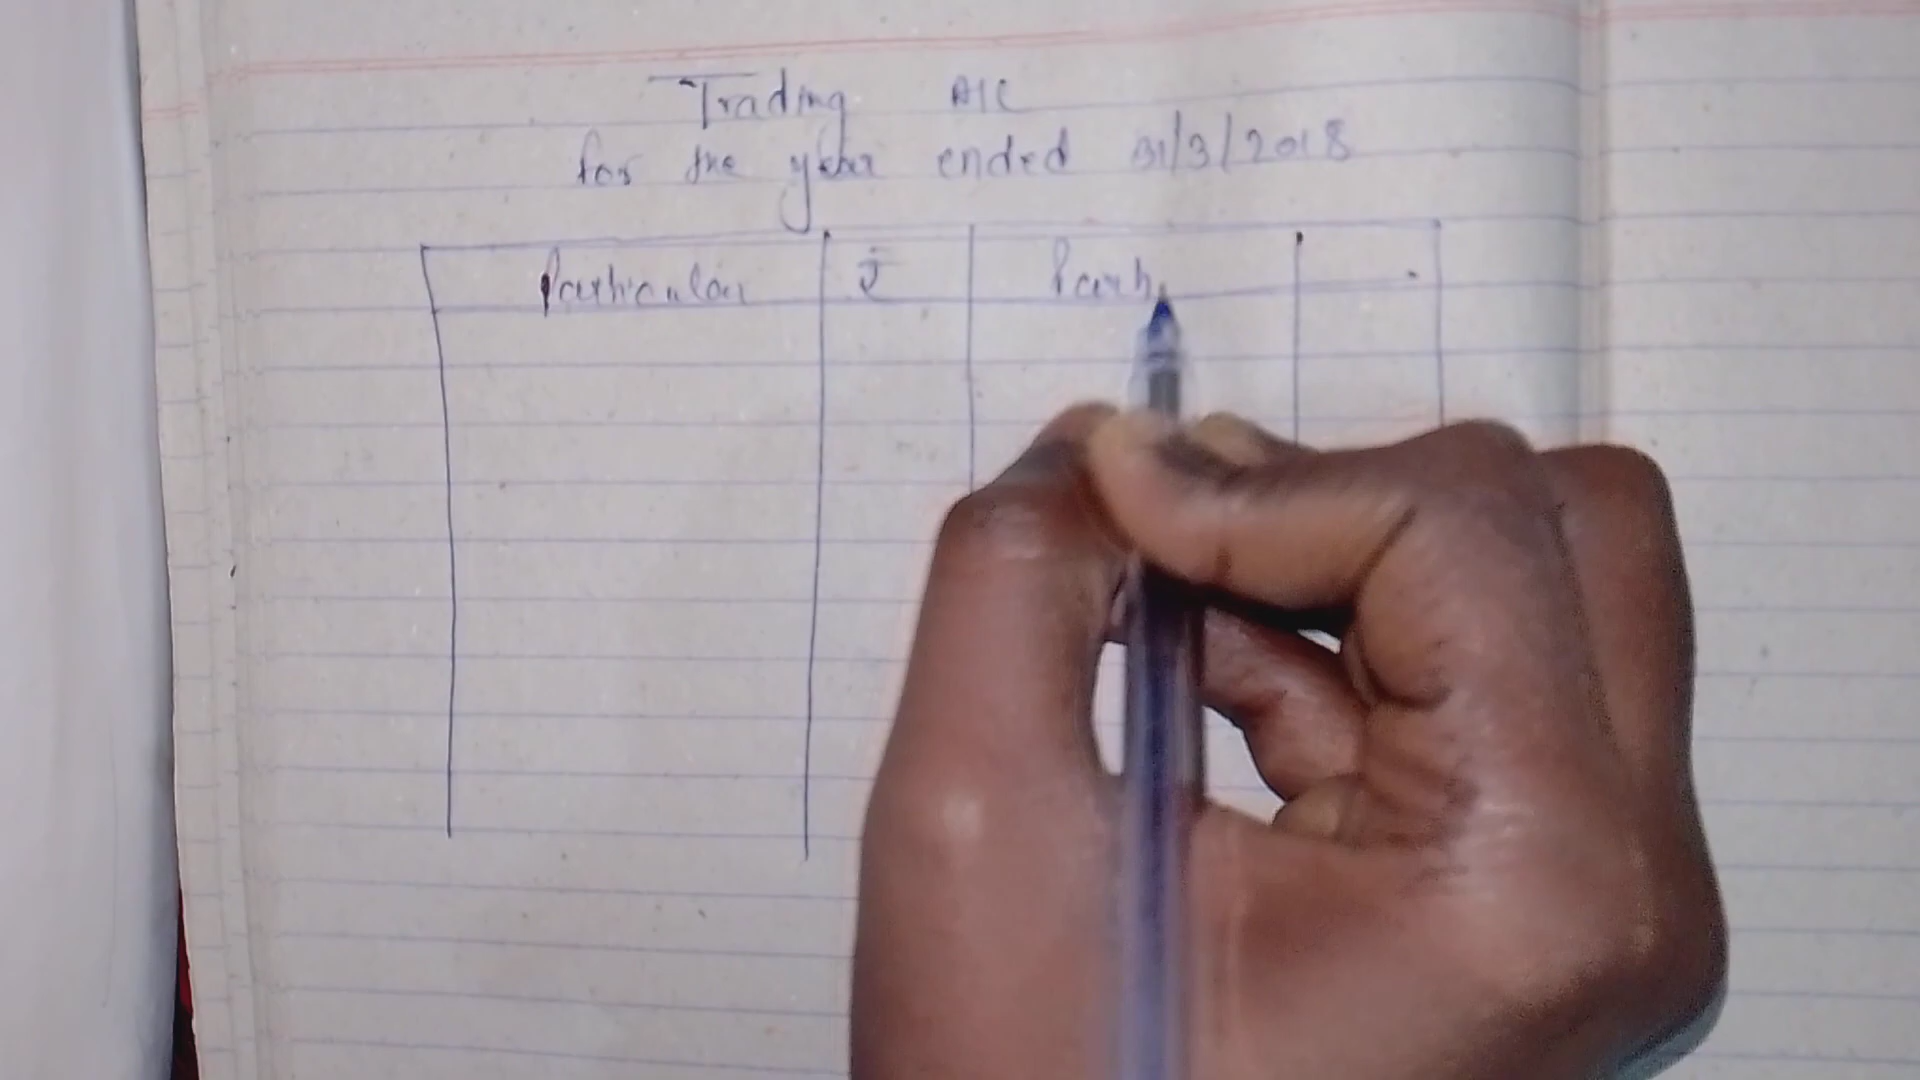 Trading A/C
for the year ended 31/3/2018
Particular ₹ Parti